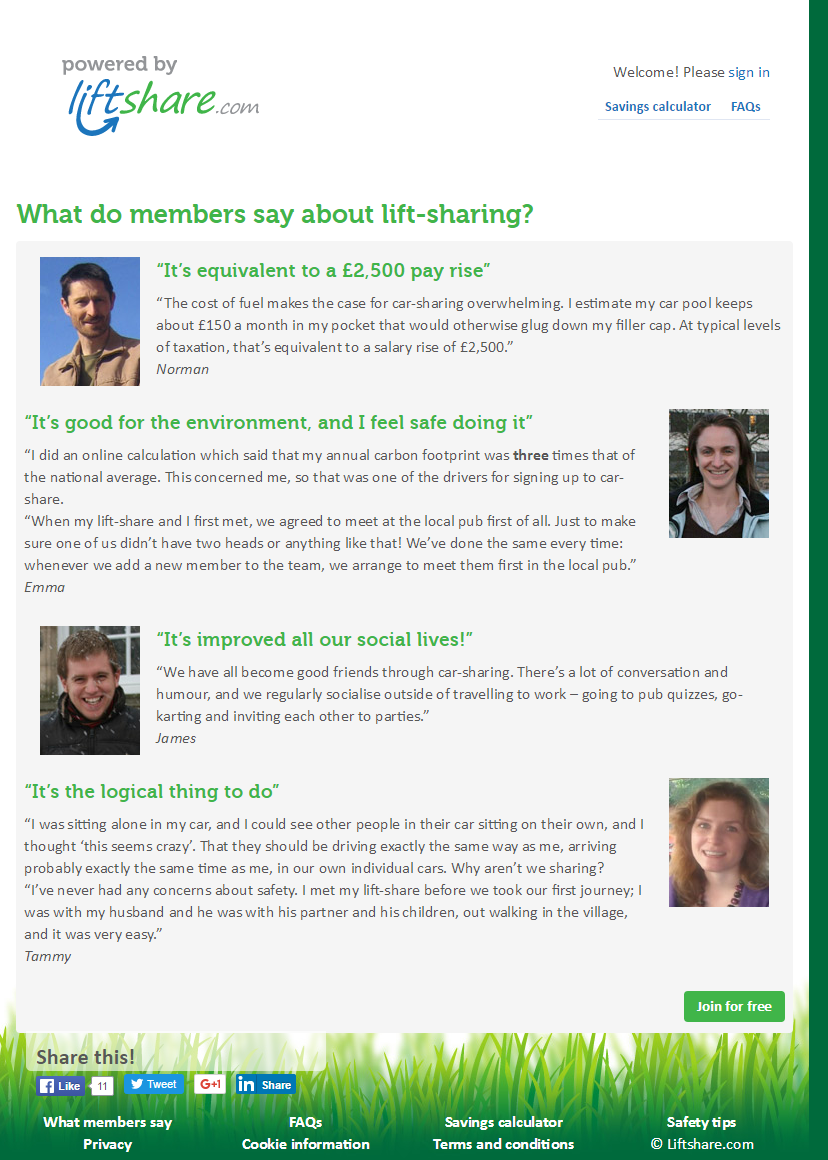 powered by
liftshare.com
Welcome! Please sign in
Savings calculator FAQs
What do members say about lift-sharing?
“It’s equivalent to a £2,500 pay rise”
“The cost of fuel makes the case for car-sharing overwhelming. I estimate my car pool keeps
about £150 a month in my pocket that would otherwise glug down my filler cap. At typical levels
of taxation, that’s equivalent to a salary rise of £2,500.”
Norman
“It’s good for the environment, and I feel safe doing it”
“I did an online calculation which said that my annual carbon footprint was three times that of
the national average. This concerned me, so that was one of the drivers for signing up to car-
share.
“When my lift-share and I first met, we agreed to meet at the local pub first of all. Just to make
sure one of us didn’t have two heads or anything like that! We’ve done the same every time:
whenever we add a new member to the team, we arrange to meet them first in the local pub.”
Emma
“It’s improved all our social lives!”
“We have all become good friends through car-sharing. There’s a lot of conversation and
humour, and we regularly socialise outside of travelling to work – going to pub quizzes, go-
karting and inviting each other to parties.”
James
“It’s the logical thing to do”
“I was sitting alone in my car, and I could see other people in their car sitting on their own, and I
thought ‘this seems crazy’. That they should be driving exactly the same way as me, arriving
probably exactly the same time as me, in our own individual cars. Why aren’t we sharing?
“I’ve never had any concerns about safety. I met my lift-share before we took our first journey; I
was with my husband and he was with his partner and his children, out walking in the village,
and it was very easy.”
Tammy
Join for free
Share this!
Like 11 Tweet G+1 in Share
What members say FAQs Savings calculator Safety tips
Privacy Cookie information Terms and conditions © Liftshare.com